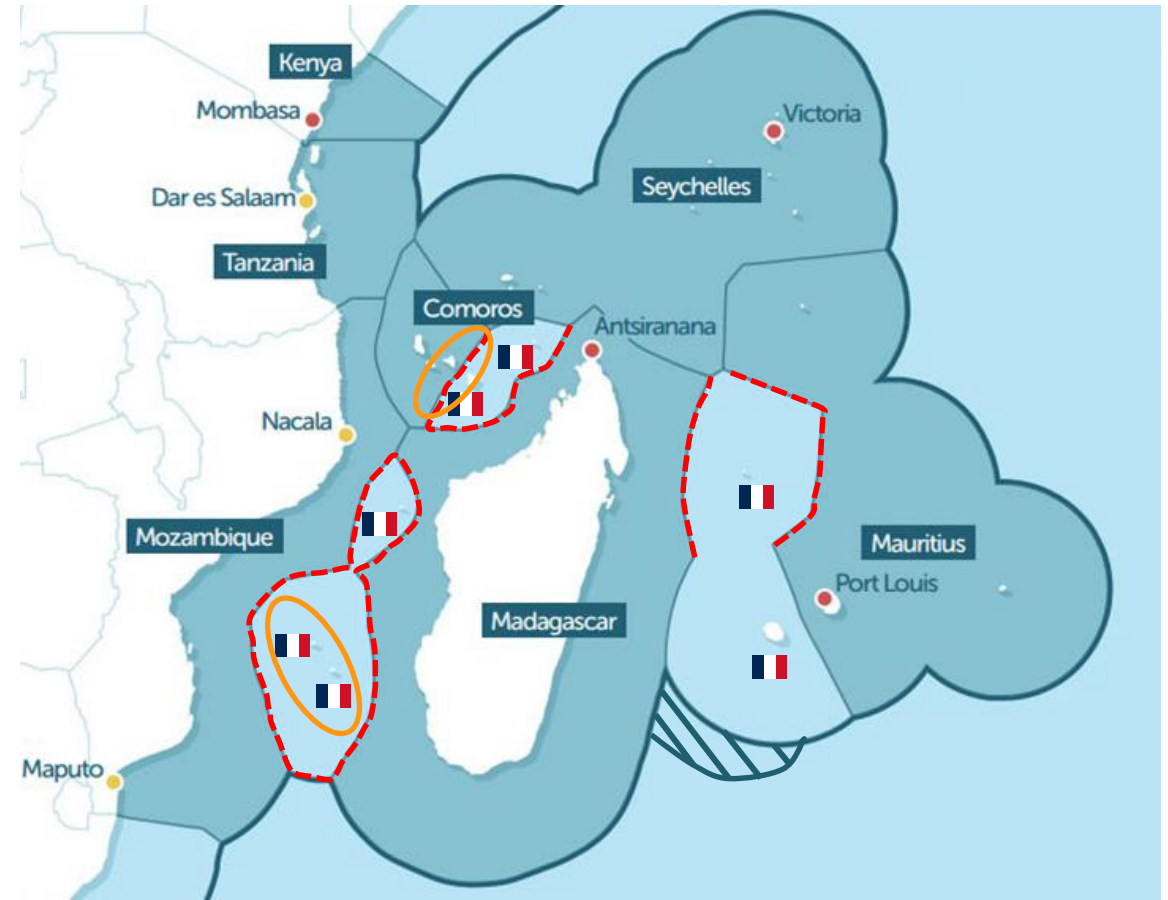 Kenya
Mombasa
Victoria
Seychelles
Dar es Salaam
Tanzania
Comoros
Antsiranana
Nacala
Mozambique
Mauritius
Port Louis
Madagascar
Maputo